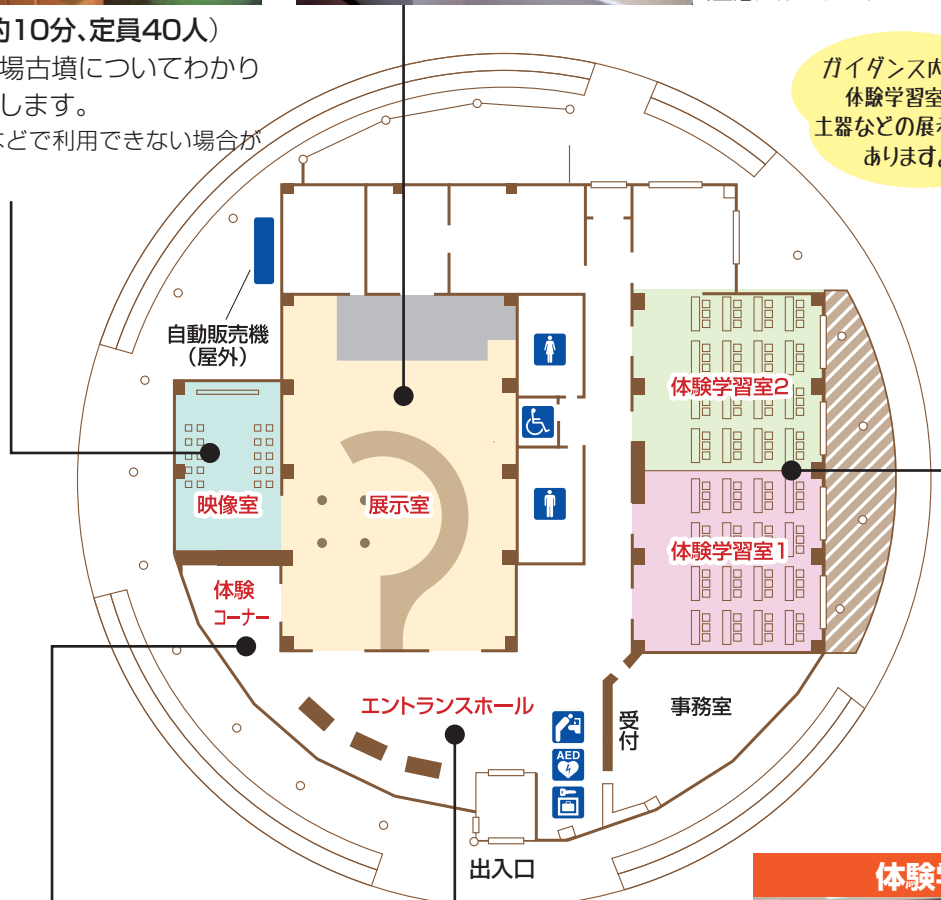 約10分、定員40人）
場古墳についてわかり
します。
などで利用できない場合が
ガイダンス内
体験学習室
土器などの展示
あります。
自動販売機
（屋外）
体験学習室2
映像室
展示室
体験学習室1
体験
コーナー
エントランスホール
受付
事務室
AED
出入口
体験学